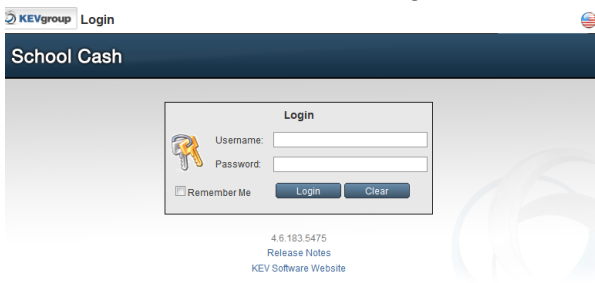 KEVgroup Login
School Cash
Login
Username:
Password:
Remember Me Login Clear
4.6.183.5475
Release Notes
KEV Software Website